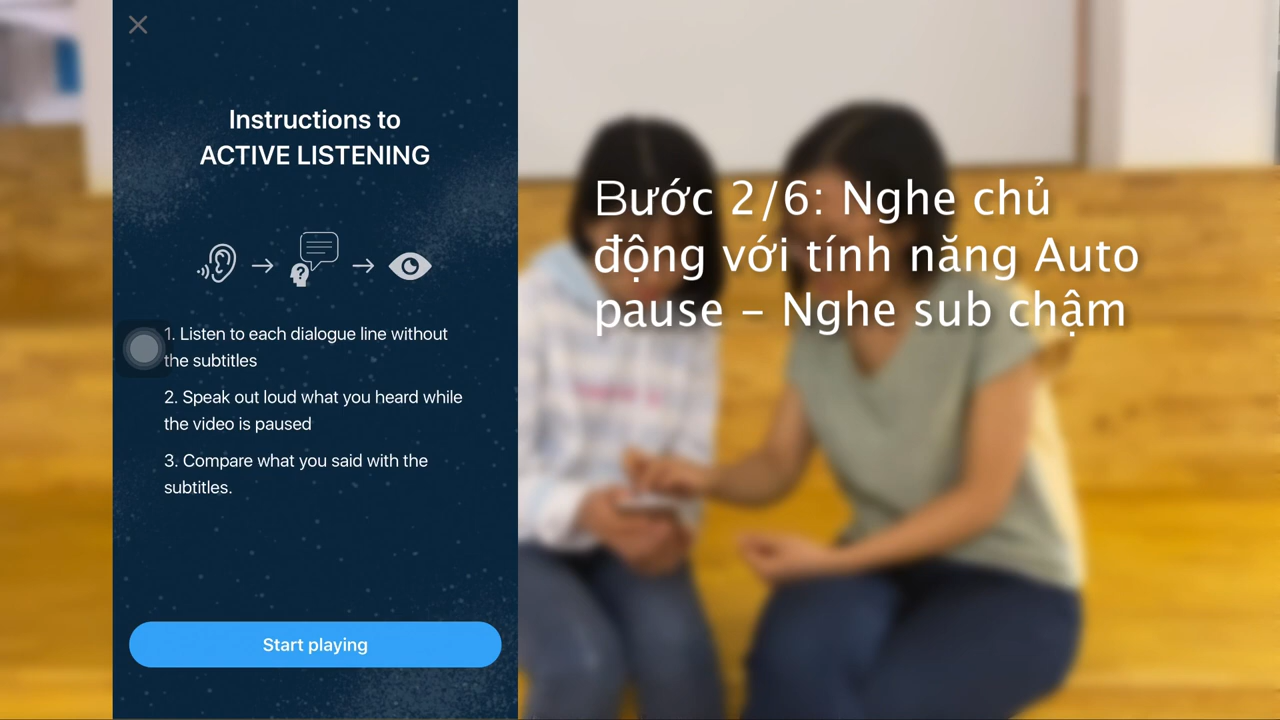 Instructions to
ACTIVE LISTENING
1. Listen to each dialogue line without
the subtitles
2. Speak out loud what you heard while
the video is paused
3. Compare what you said with the
subtitles.
Start playing
Bước 2/6: Nghe chủ
động với tính năng Auto
pause – Nghe sub chậm